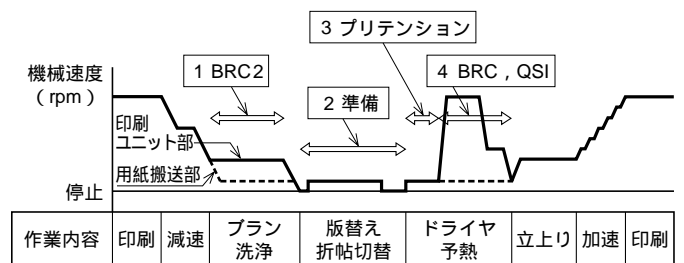 3 プリテンション
機械速度
(rpm)
1 BRC2
4 BRC , QSI
2 準備
印刷
ユニット部
用紙搬送部
停止
作業内容 印刷 減速 ブラン洗浄 版替え折帖切替 ドライヤ予熱 立上り 加速 印刷